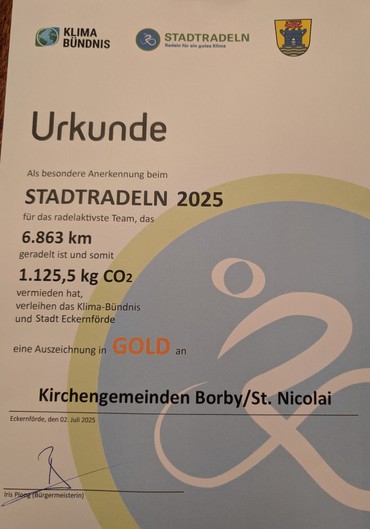 KLIMA
BÜNDNIS
STADTRADELN
Radeln für ein gutes Klima
Urkunde
Als besondere Anerkennung beim
STADTRADELN 2025
für das radelaktivste Team, das
6.863 km
geradelt ist und somit
1.125,5 kg CO2
vermieden hat,
verleihen das Klima-Bündnis
und Stadt Eckernförde
eine Auszeichnung in GOLD an
Kirchengemeinden Borby/St. Nicolai
Eckernförde, den 02. Juli 2025
Iris Ploog (Bürgermeisterin)